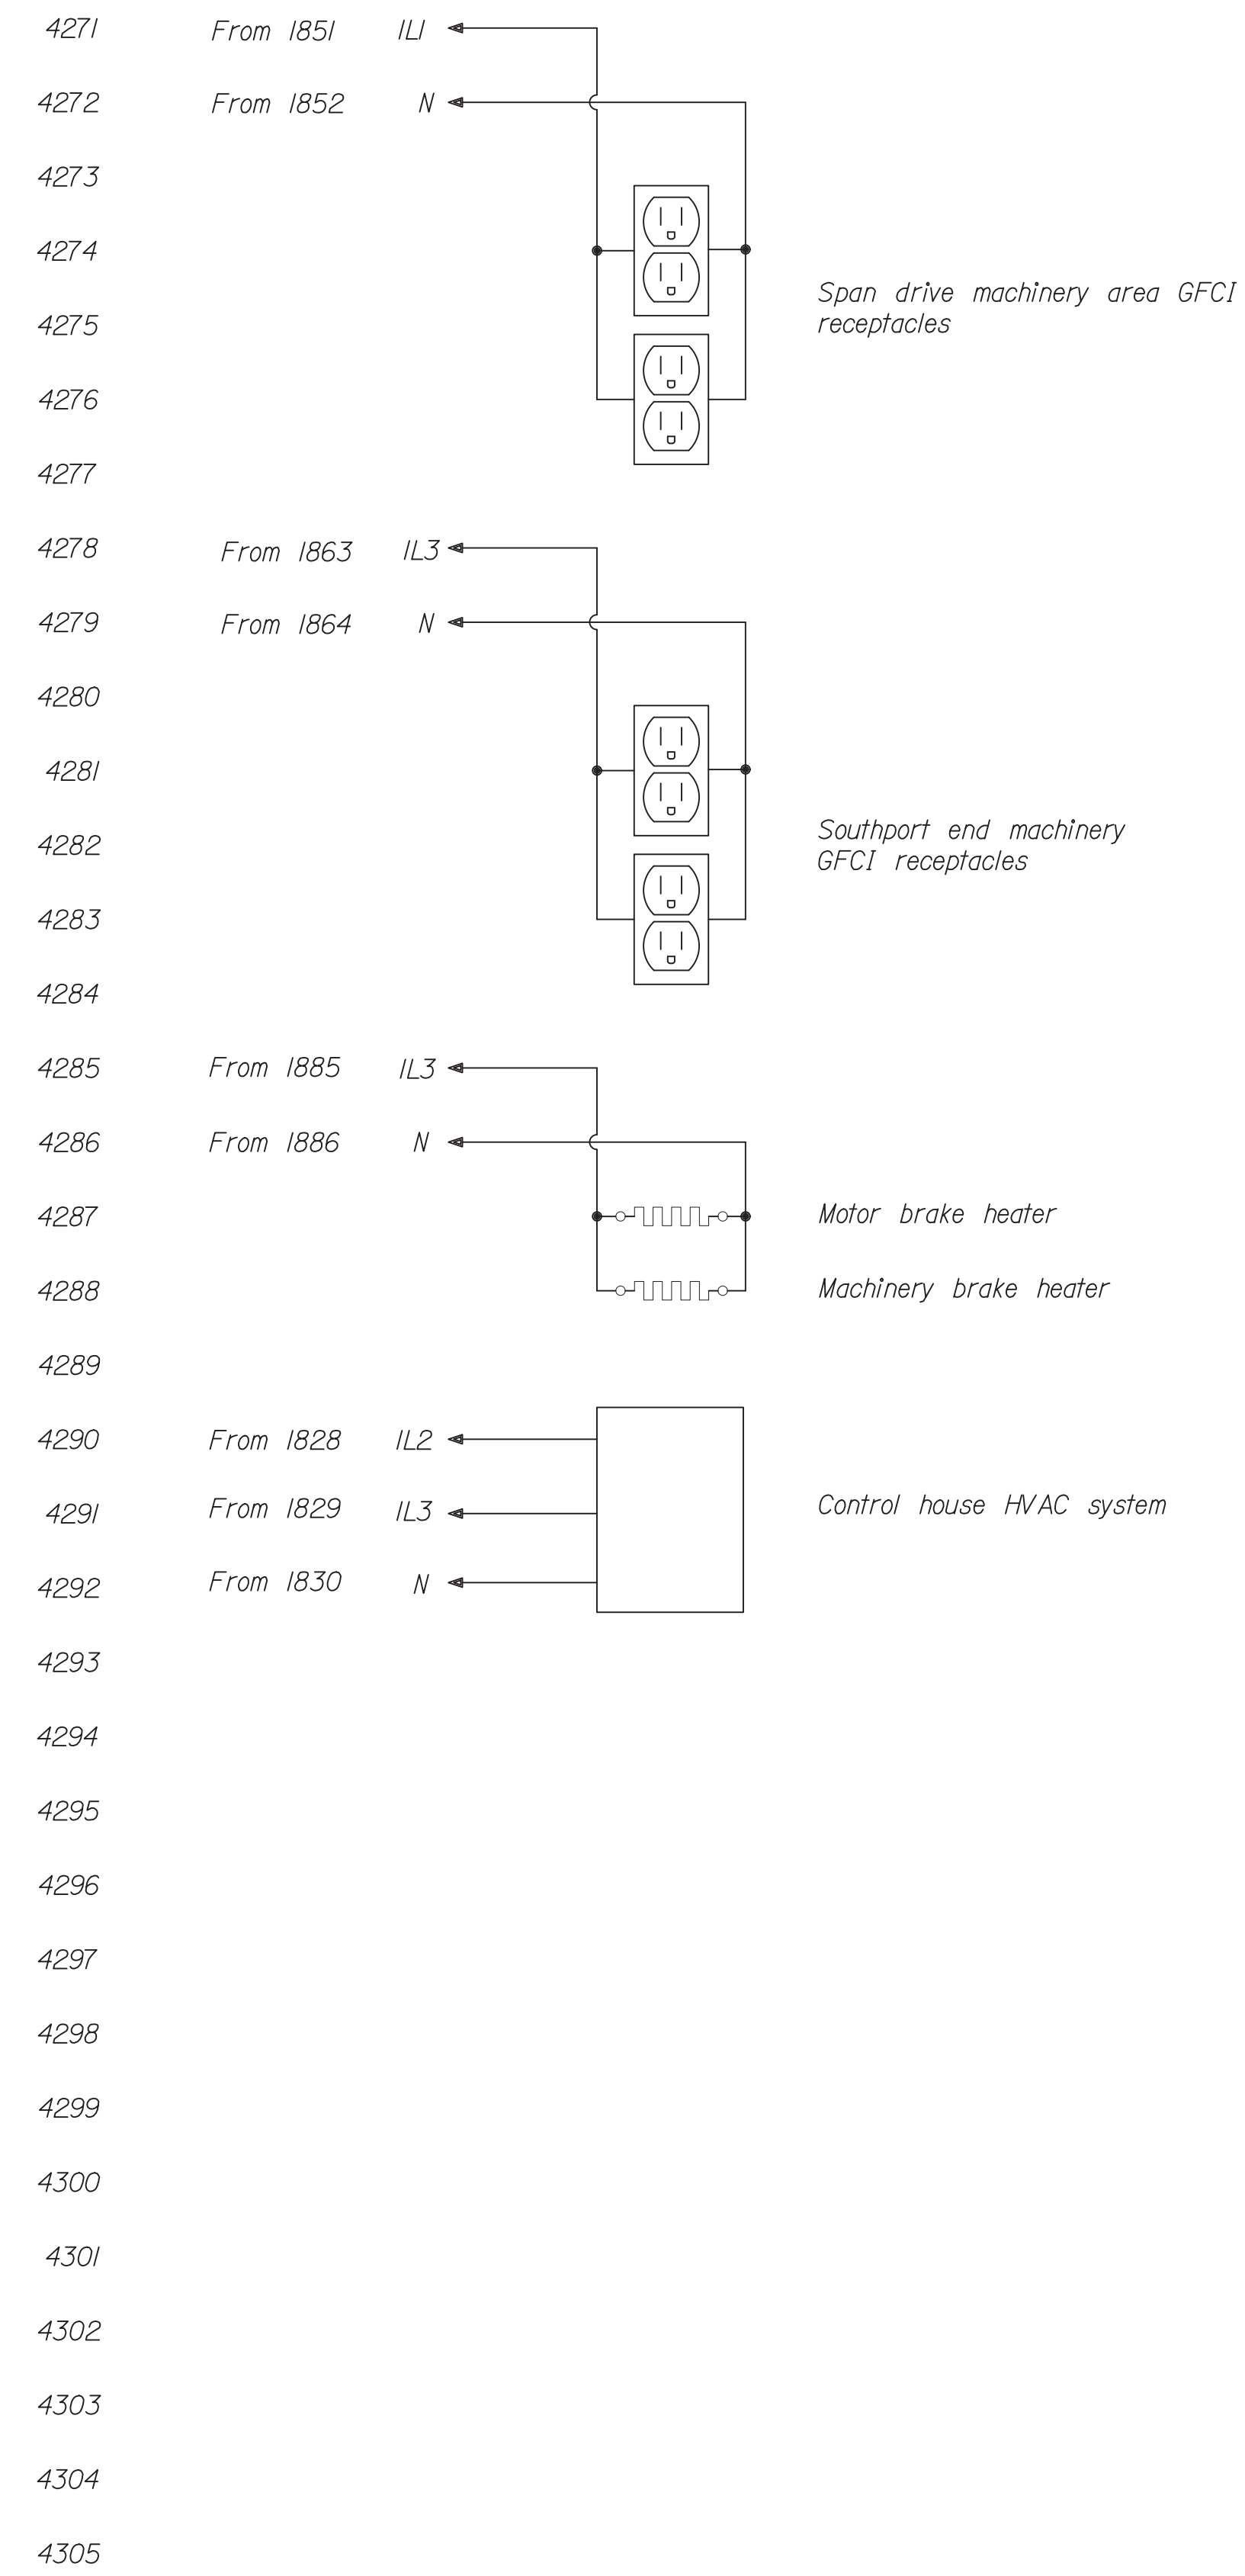 4271 From 1851 1L1
4272 From 1852 N
4273
4274
Span drive machinery area GFCI
4275 receptacles
4276
4277
4278 From 1863 1L3
4279 From 1864 N
4280
4281
4282 Southport end machinery
GFCI receptacles
4283
4284
4285 From 1885 1L3
4286 From 1886 N
4287 Motor brake heater
4288 Machinery brake heater
4289
4290 From 1828 1L2
4291 From 1829 1L3 Control house HVAC system
4292 From 1830 N
4293
4294
4295
4296
4297
4298
4299
4300
4301
4302
4303
4304
4305